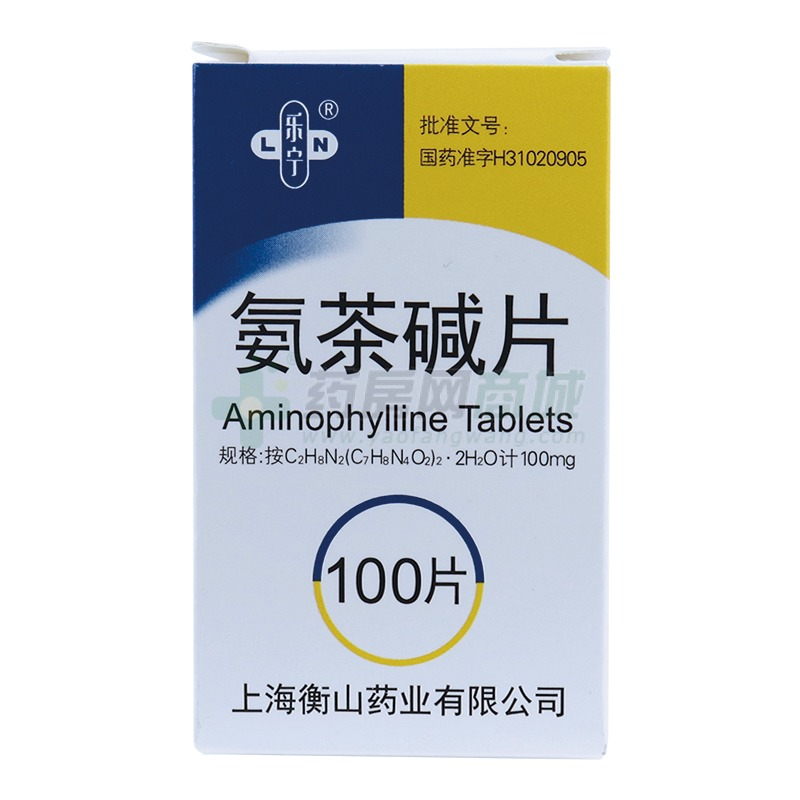 乐宁
L N ®
批准文号:
国药准字H31020905
氨茶碱片
药房网商城
Aminophylline Tablets
www.yaofangwang.com
规格:按C₂H₈N₂(C₇H₈N₄O₂)₂·2H₂O计100mg
100片
上海衡山药业有限公司